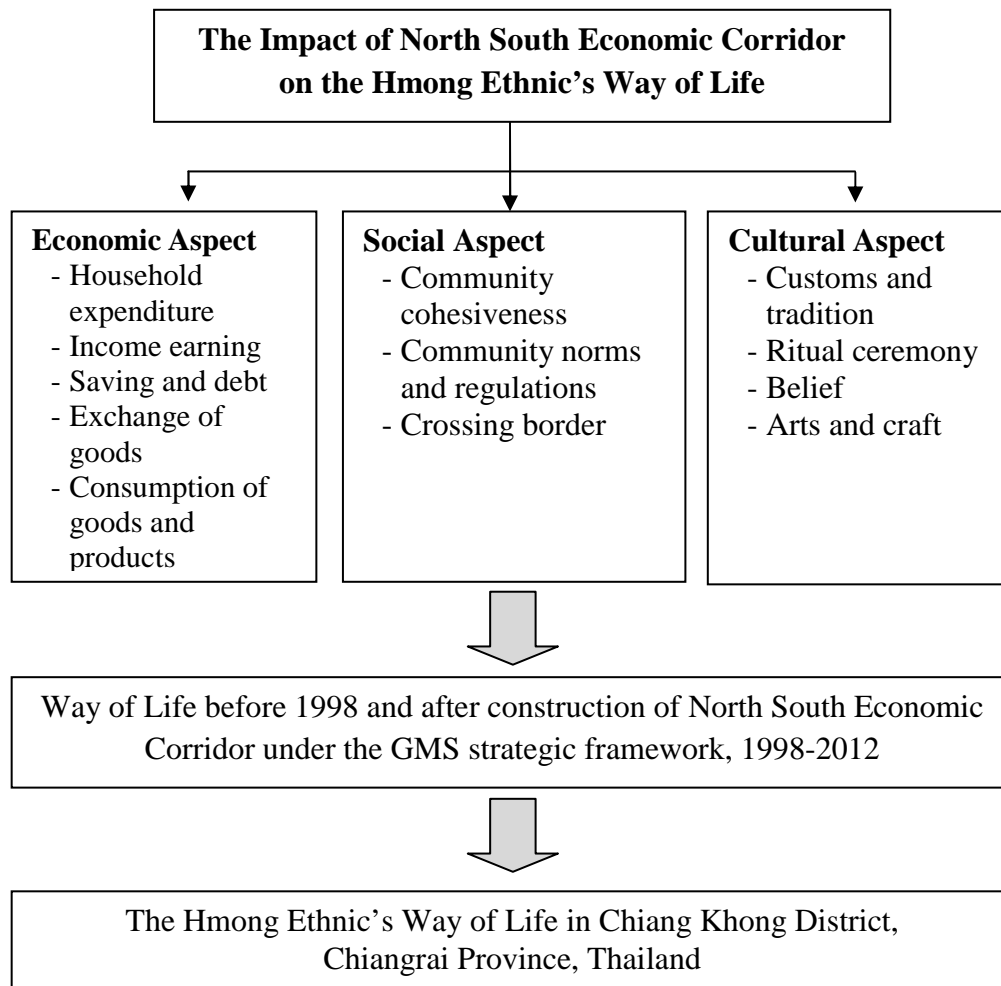 The Impact of North South Economic Corridor
on the Hmong Ethnic’s Way of Life
Economic Aspect
- Household
expenditure
- Income earning
- Saving and debt
- Exchange of
goods
- Consumption of
goods and
products
Social Aspect
- Community
cohesiveness
- Community norms
and regulations
- Crossing border
Cultural Aspect
- Customs and
tradition
- Ritual ceremony
- Belief
- Arts and craft
Way of Life before 1998 and after construction of North South Economic
Corridor under the GMS strategic framework, 1998-2012
The Hmong Ethnic’s Way of Life in Chiang Khong District,
Chiangrai Province, Thailand